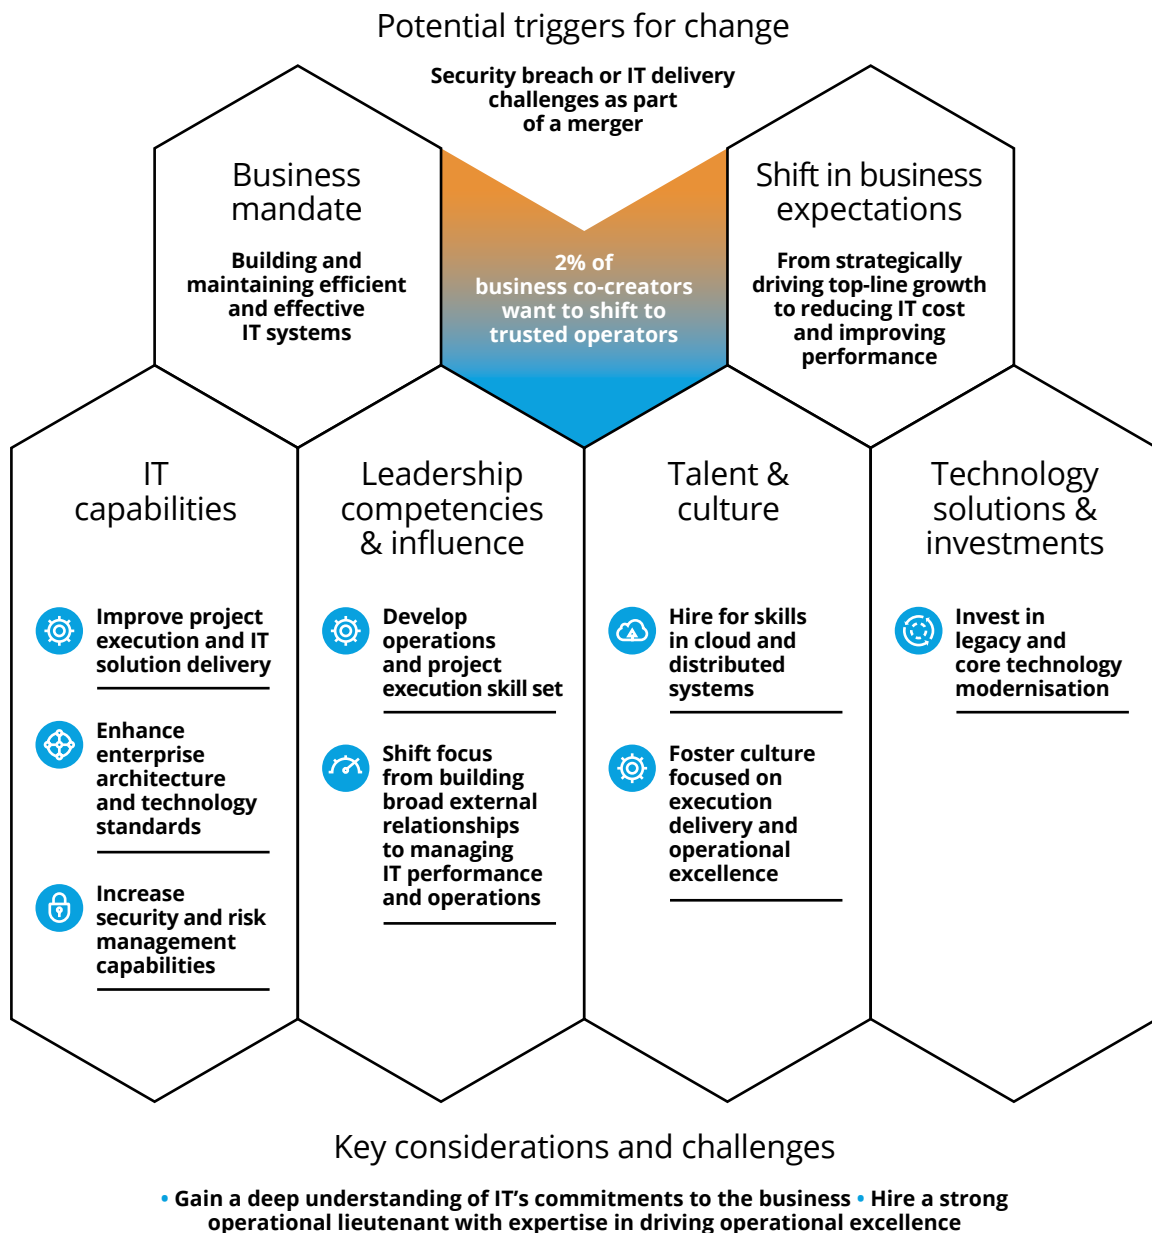 Potential triggers for change
Security breach or IT delivery
challenges as part
of a merger
Business
mandate
Building and
maintaining efficient
and effective
IT systems
2% of
business co-creators
want to shift to
trusted operators
Shift in business
expectations
From strategically
driving top-line growth
to reducing IT cost
and improving
performance
IT
capabilities
Improve project
execution and IT
solution delivery
Enhance
enterprise
architecture
and technology
standards
Increase
security and risk
management
capabilities
Leadership
competencies
& influence
Develop
operations
and project
execution skill set
Shift focus
from building
broad external
relationships
to managing
IT performance
and operations
Talent &
culture
Hire for skills
in cloud and
distributed
systems
Foster culture
focused on
execution
delivery and
operational
excellence
Technology
solutions &
investments
Invest in
legacy and
core technology
modernisation
Key considerations and challenges
• Gain a deep understanding of IT’s commitments to the business • Hire a strong
operational lieutenant with expertise in driving operational excellence